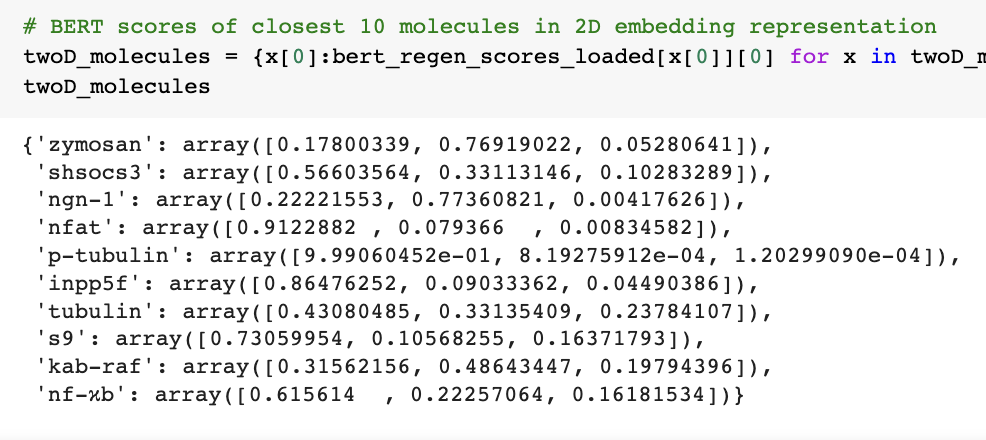 # BERT scores of closest 10 molecules in 2D embedding representation
twoD_molecules = {x[0]:bert_regen_scores_loaded[x[0]][0] for x in twoD_m
twoD_molecules
{'zymosan': array([0.17800339, 0.76919022, 0.05280641]),
'shsocs3': array([0.56603564, 0.33113146, 0.10283289]),
'ngn-1': array([0.22221553, 0.77360821, 0.00417626]),
'nfat': array([0.9122882 , 0.079366  , 0.00834582]),
'p-tubulin': array([9.99060452e-01, 8.19275912e-04, 1.20299090e-04]),
'inpp5f': array([0.86476252, 0.09033362, 0.04490386]),
'tubulin': array([0.43080485, 0.33135409, 0.23784107]),
's9': array([0.73059954, 0.10568255, 0.16371793]),
'kab-raf': array([0.31562156, 0.48643447, 0.19794396]),
'nf-ϰb': array([0.615614  , 0.22257064, 0.16181534])}